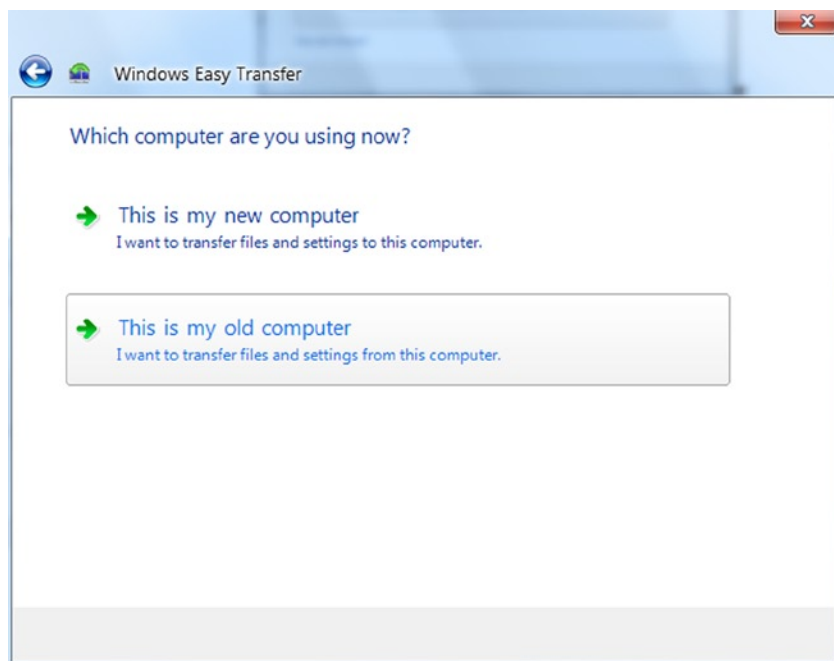 Windows Easy Transfer
Which computer are you using now?
This is my new computer
I want to transfer files and settings to this computer.
This is my old computer
I want to transfer files and settings from this computer.